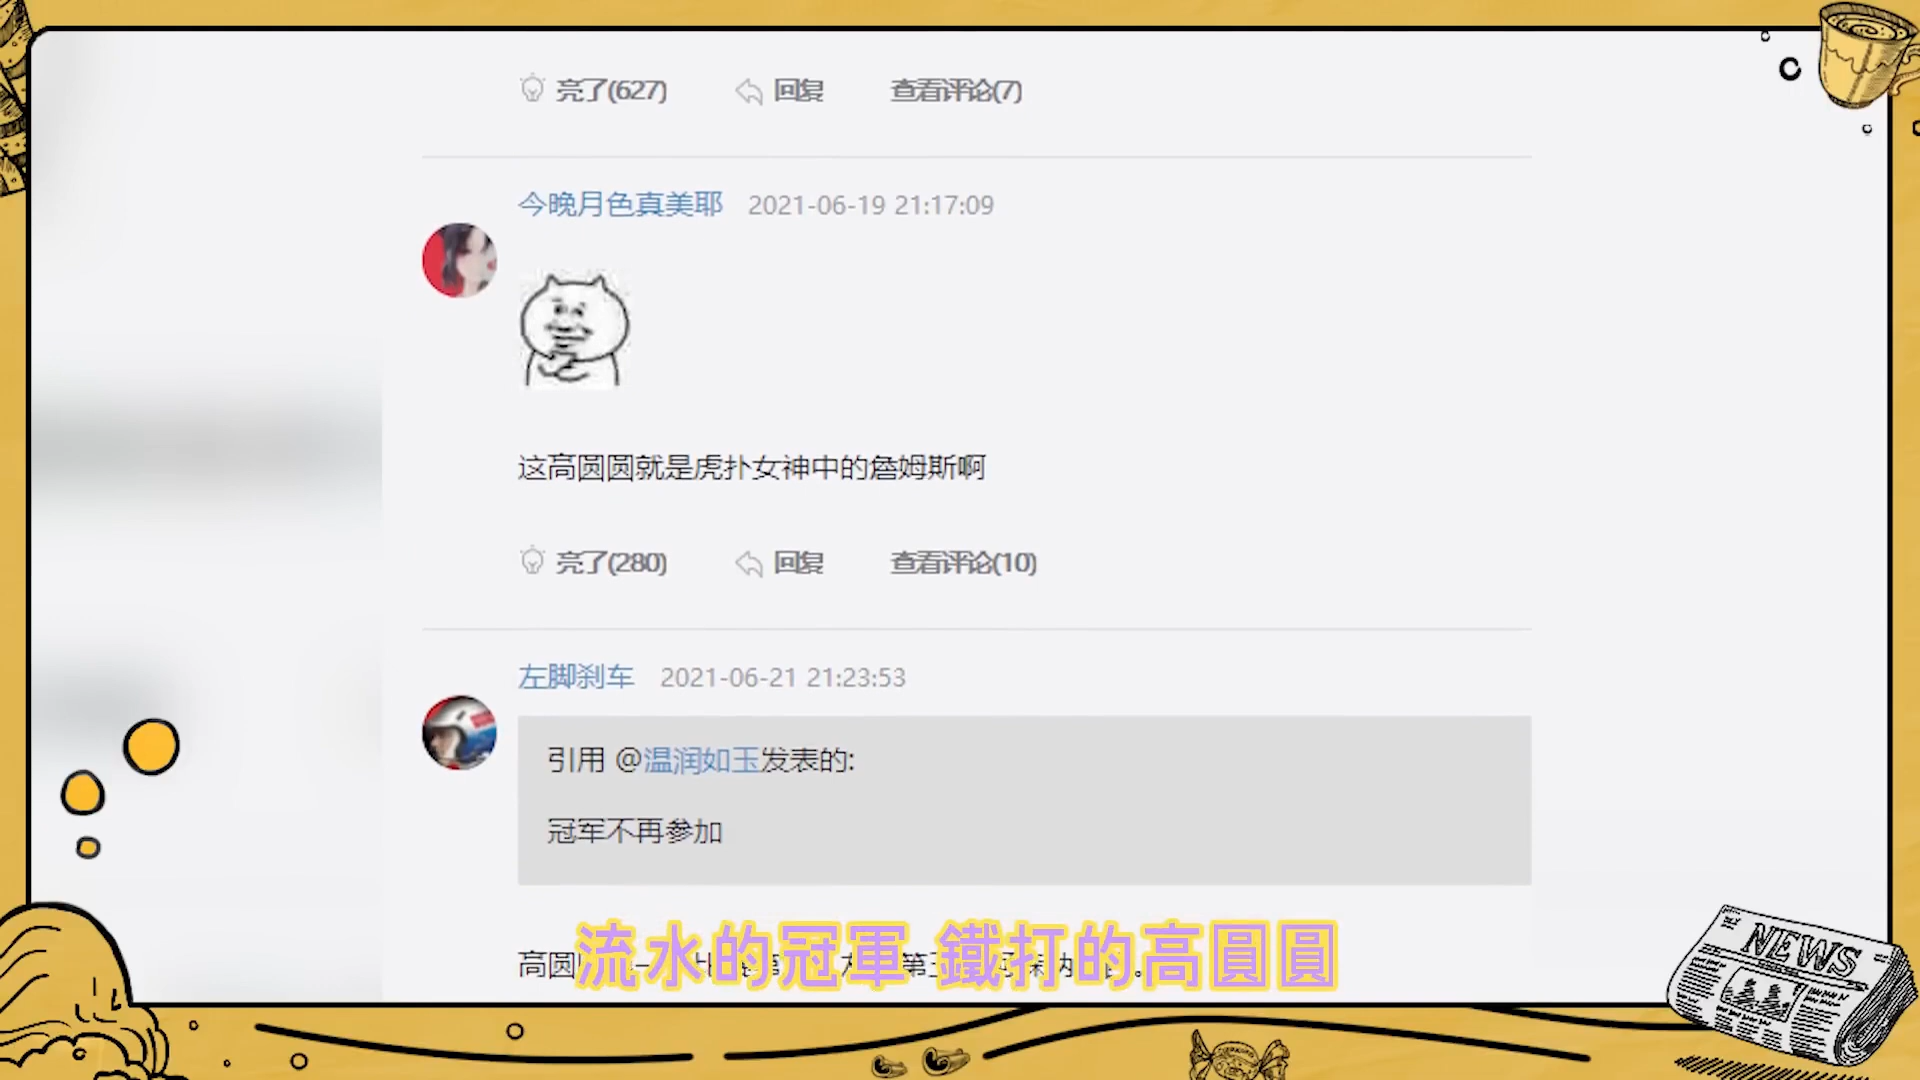 亮了(627) 回复 查看评论(7)
今晚月色真美耶 2021-06-19 21:17:09
这高圆圆就是虎扑女神中的詹姆斯啊
亮了(280) 回复 查看评论(10)
左脚刹车 2021-06-21 21:23:53
引用 @温润如玉发表的:
冠军不再参加
高圆
流水的冠軍 鐵打的高圓圓
NEWS